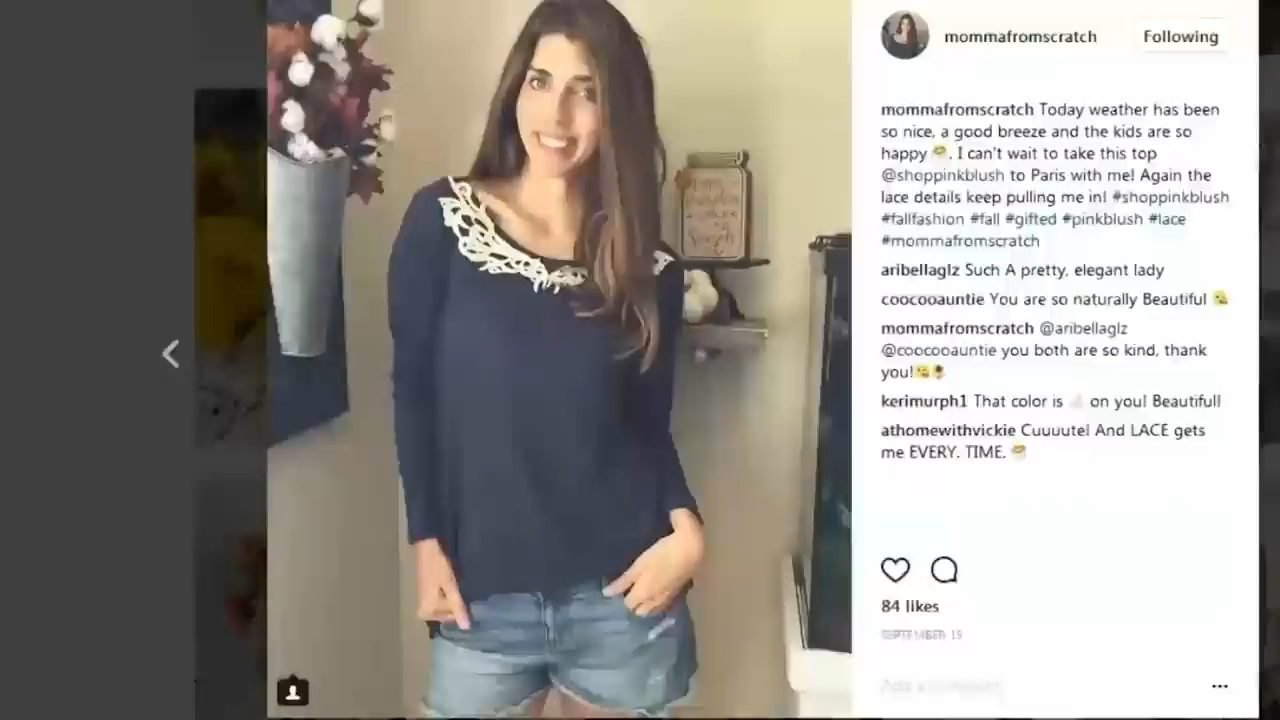 mommafromscratch Following
mommafromscratch Today weather has been
so nice, a good breeze and the kids are so
happy. I can't wait to take this top
@shoppinkblush to Paris with me! Again the
lace details keep pulling me in! #shoppinkblush
#fallfashion #fall #gifted #pinkblush #lace
#mommafromscratch
aribellaglz Such A pretty, elegant lady
coocooauntie You are so naturally Beautiful
mommafromscratch @aribellaglz
@coocooauntie you both are so kind, thank
you!
kerimurph1 That color is on you! Beautiful!
athomewithvickie Cuuuute! And LACE gets
me EVERY. TIME.
84 likes
SEPTEMBER 19
Add a comment...